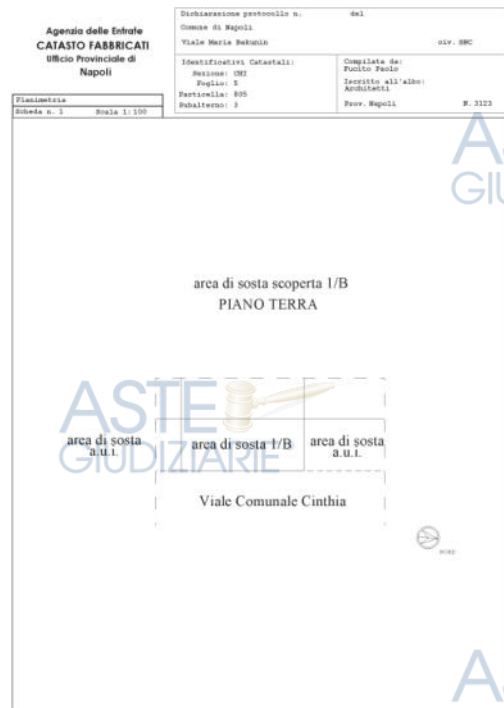 Agenzia delle Entrate
CATASTO FABBRICATI
Ufficio Provinciale di
Napoli
Dichiarazione protocollo n. del
Comune di Napoli
Viale Maria Bakunin civ. SNC
Identificativi Catastali:
Sezione: CHI
Foglio: 5
Particella: 805
Subalterno: 3
Compilata da:
Fucito Paolo
Iscritto all'albo:
Architetti
Prov. Napoli N. 3123
Planimetria
Scheda n. 1 Scala 1:100
area di sosta scoperta 1/B
PIANO TERRA
ASTE
GIUDIZIARIE
area di sosta
a.u.i.
area di sosta 1/B
area di sosta
a.u.i.
Viale Comunale Cinthia